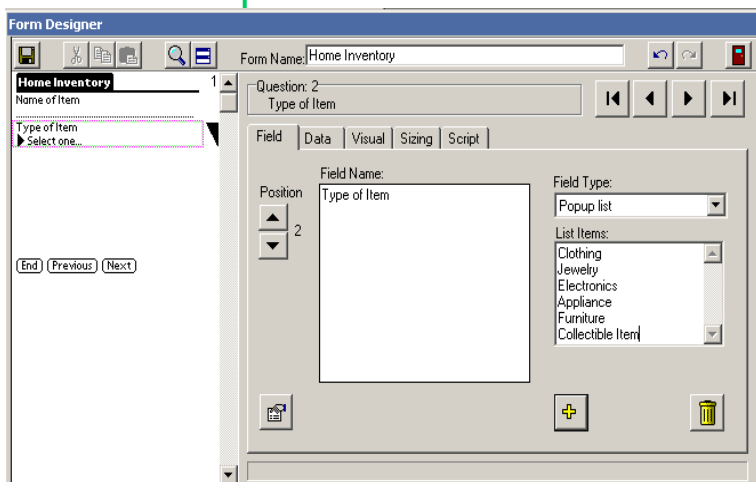 Form Designer
Form Name: Home Inventory
Home Inventory 1
Name of Item
Type of Item
Select one...
End Previous Next
Question: 2
Type of Item
Field Data Visual Sizing Script
Position
2
Field Name:
Type of Item
Field Type:
Popup list
List Items:
Clothing
Jewelry
Electronics
Appliance
Furniture
Collectible Item